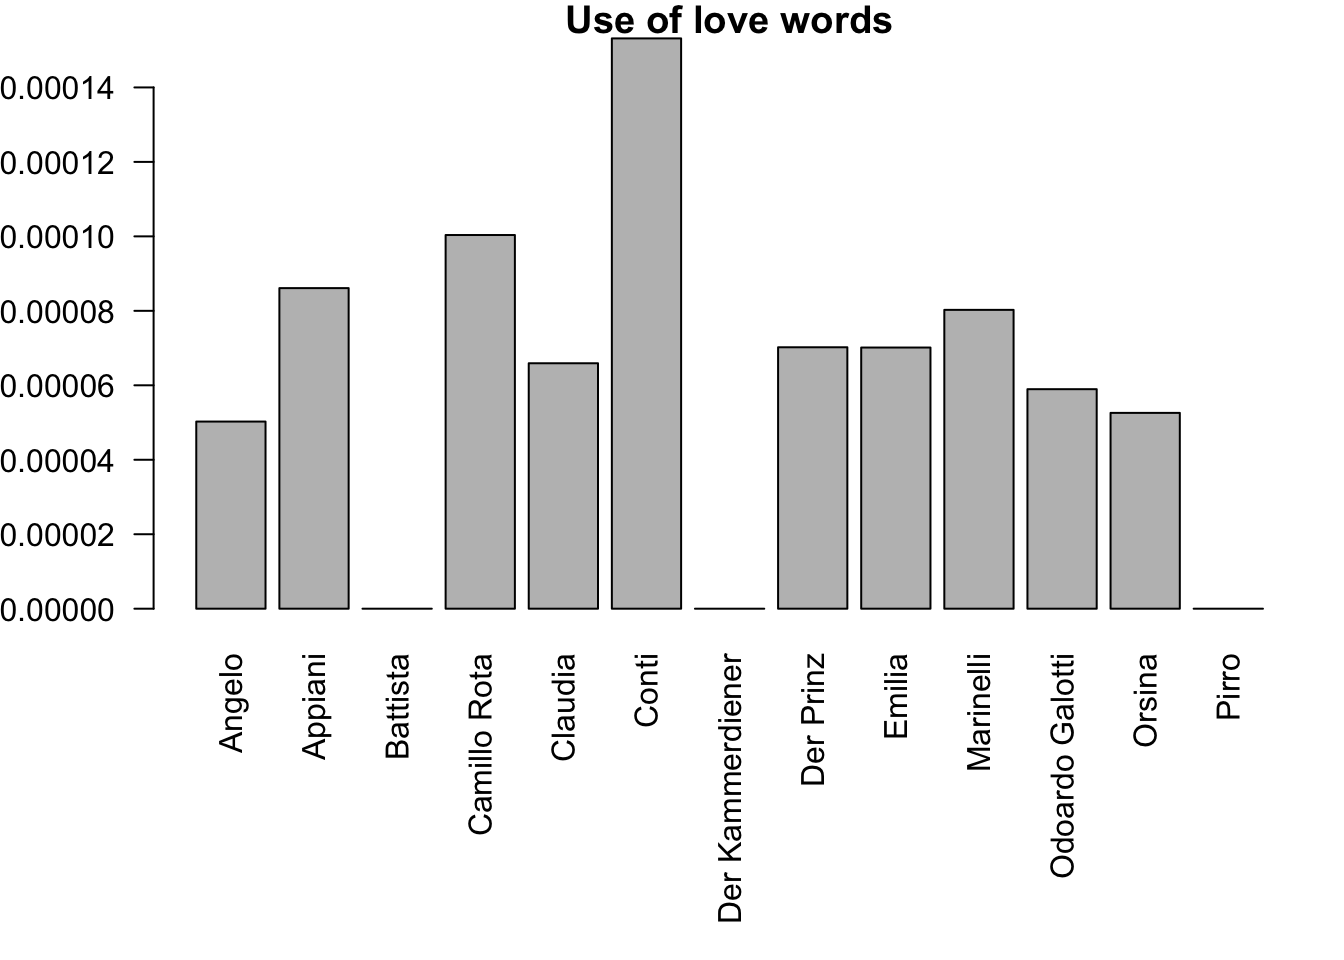 Use of love words
0.00014
0.00012
0.00010
0.00008
0.00006
0.00004
0.00002
0.00000
Angelo
Appiani
Battista
Camillo Rota
Claudia
Conti
Der Kammerdiener
Der Prinz
Emilia
Marinelli
Odoardo Galotti
Orsina
Pirro